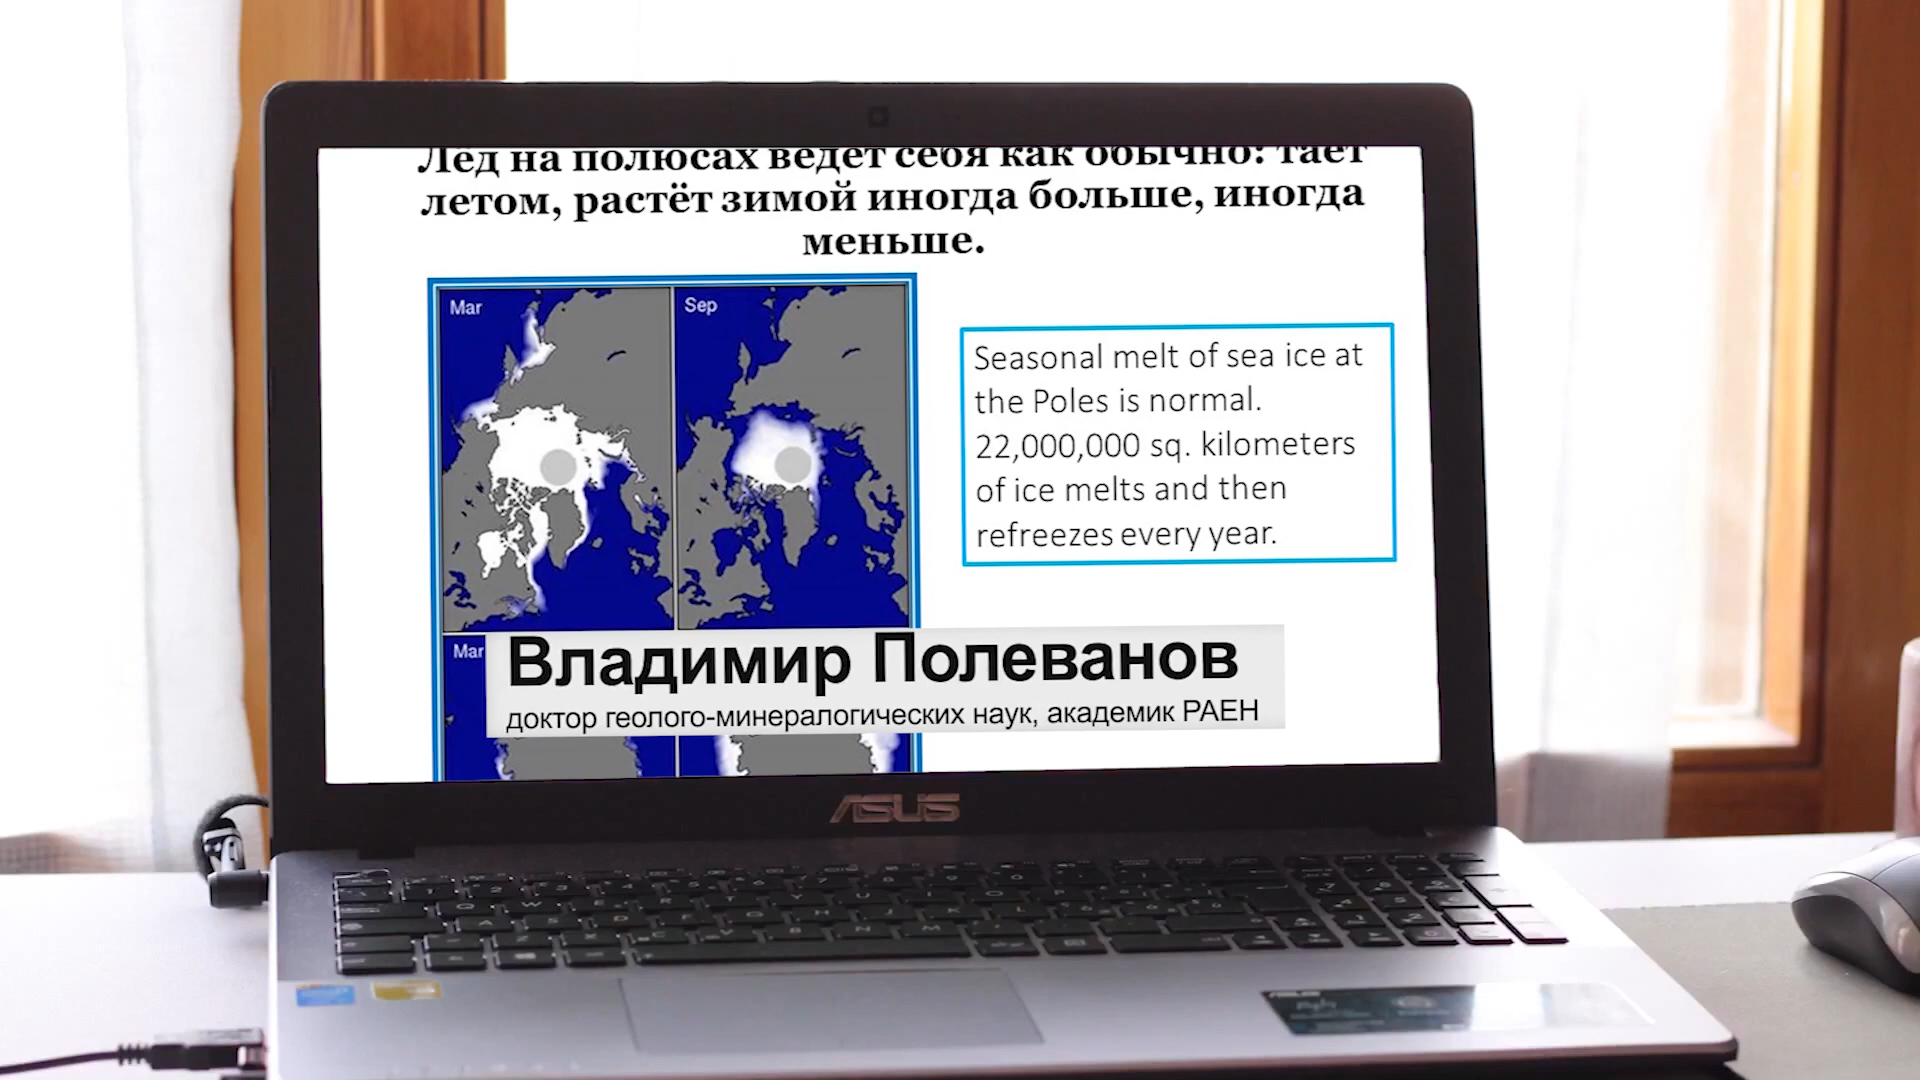 Лёд на полюсах ведёт себя как обычно: тает
летом, растёт зимой иногда больше, иногда
меньше.
Mar
Sep
Seasonal melt of sea ice at
the Poles is normal.
22,000,000 sq. kilometers
of ice melts and then
refreezes every year.
Mar
Владимир Полеванов
доктор геолого-минералогических наук, академик РАЕН
ASUS